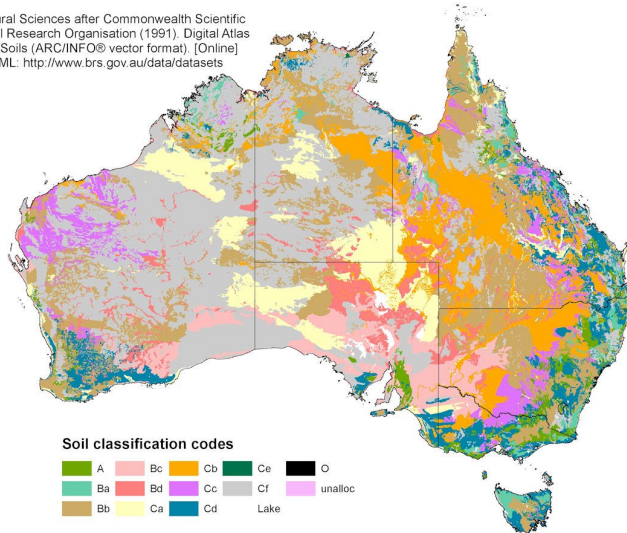 ral Sciences after Commonwealth Scientific
l Research Organisation (1991). Digital Atlas
Soils (ARC/INFO® vector format). [Online]
ML: http://www.brs.gov.au/data/datasets
Soil classification codes
A Bc Cb Ce O
Ba Bd Cc Cf unalloc
Bb Ca Cd Lake